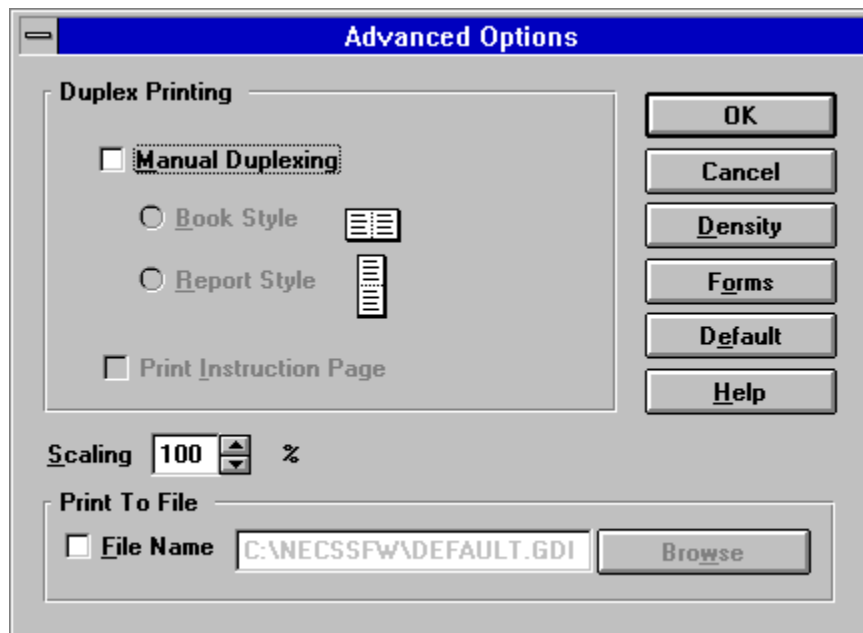 Advanced Options
Duplex Printing
Manual Duplexing
Book Style
Report Style
Print Instruction Page
OK
Cancel
Density
Forms
Default
Help
Scaling 100 %
Print To File
File Name C:\NECSSFW\DEFAULT.GDI Browse